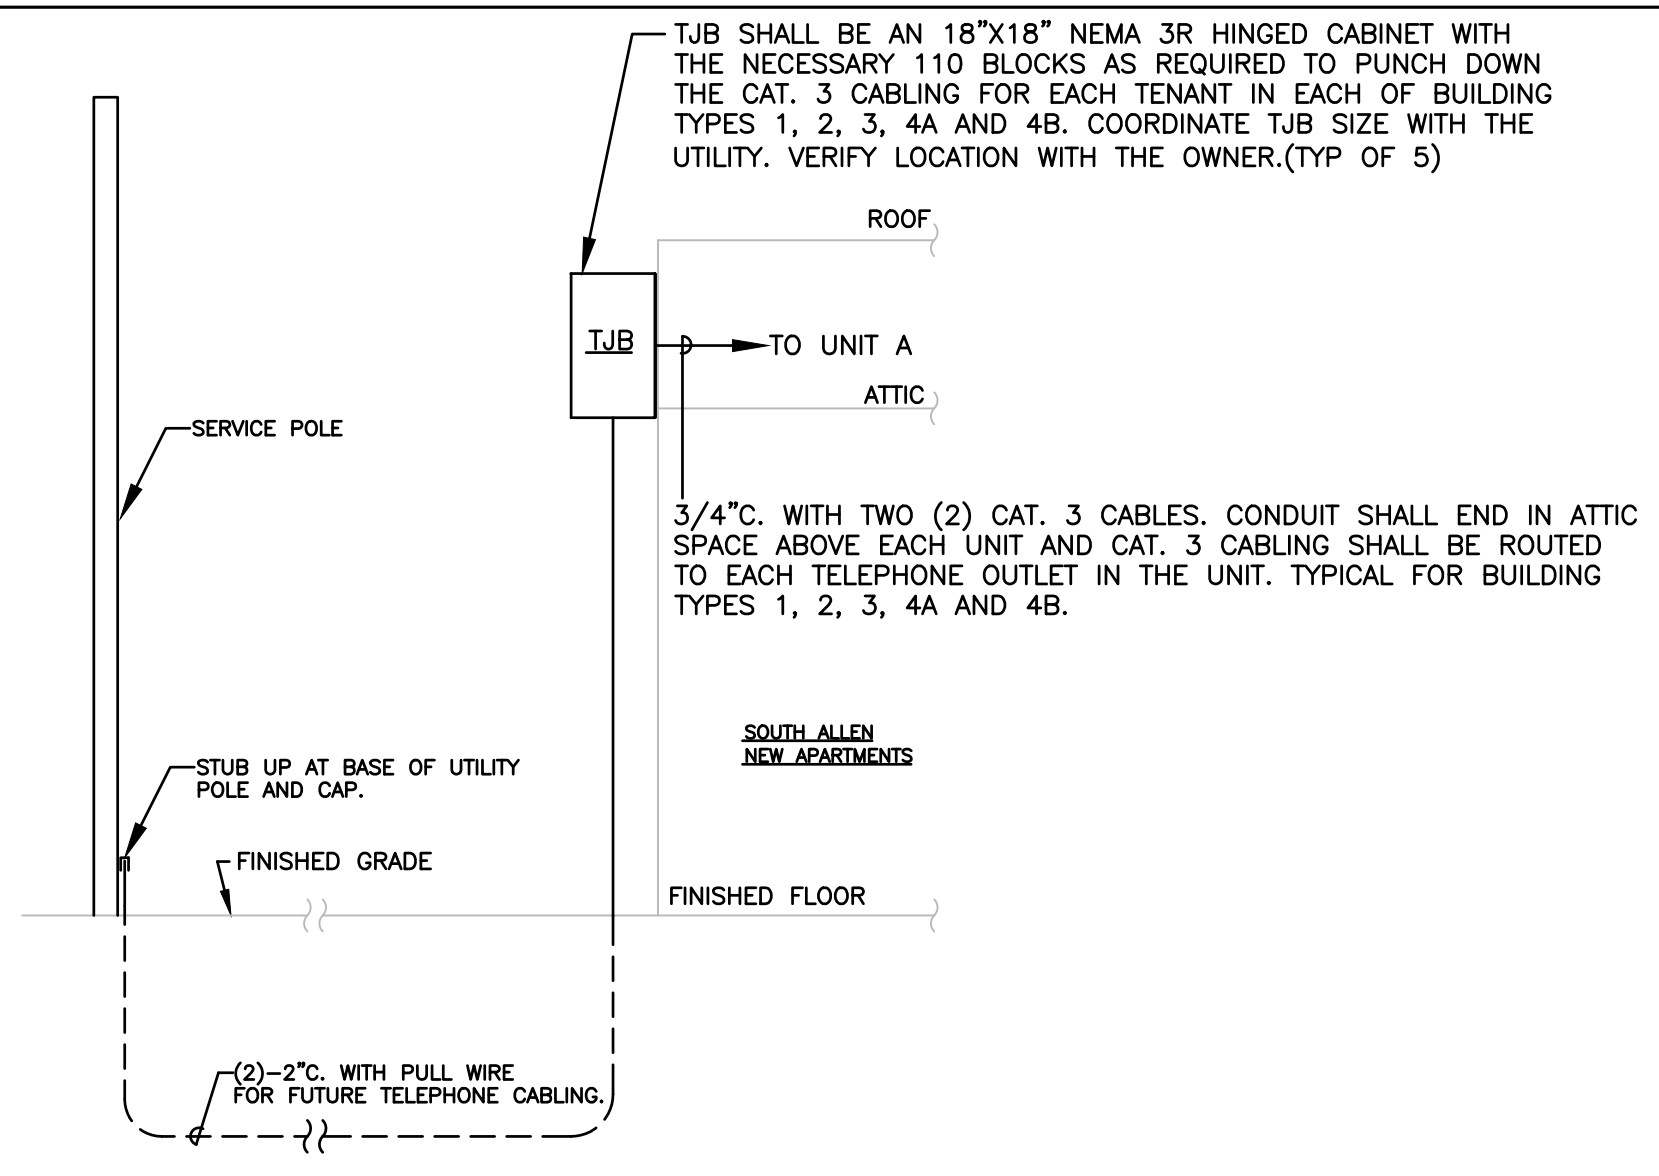 TJB SHALL BE AN 18”X18” NEMA 3R HINGED CABINET WITH
THE NECESSARY 110 BLOCKS AS REQUIRED TO PUNCH DOWN
THE CAT. 3 CABLING FOR EACH TENANT IN EACH OF BUILDING
TYPES 1, 2, 3, 4A AND 4B. COORDINATE TJB SIZE WITH THE
UTILITY. VERIFY LOCATION WITH THE OWNER.(TYP OF 5)
ROOF
TJB
TO UNIT A
ATTIC
SERVICE POLE
3/4”C. WITH TWO (2) CAT. 3 CABLES. CONDUIT SHALL END IN ATTIC
SPACE ABOVE EACH UNIT AND CAT. 3 CABLING SHALL BE ROUTED
TO EACH TELEPHONE OUTLET IN THE UNIT. TYPICAL FOR BUILDING
TYPES 1, 2, 3, 4A AND 4B.
SOUTH ALLEN
NEW APARTMENTS
STUB UP AT BASE OF UTILITY
POLE AND CAP.
FINISHED GRADE
FINISHED FLOOR
(2)-2”C. WITH PULL WIRE
FOR FUTURE TELEPHONE CABLING.